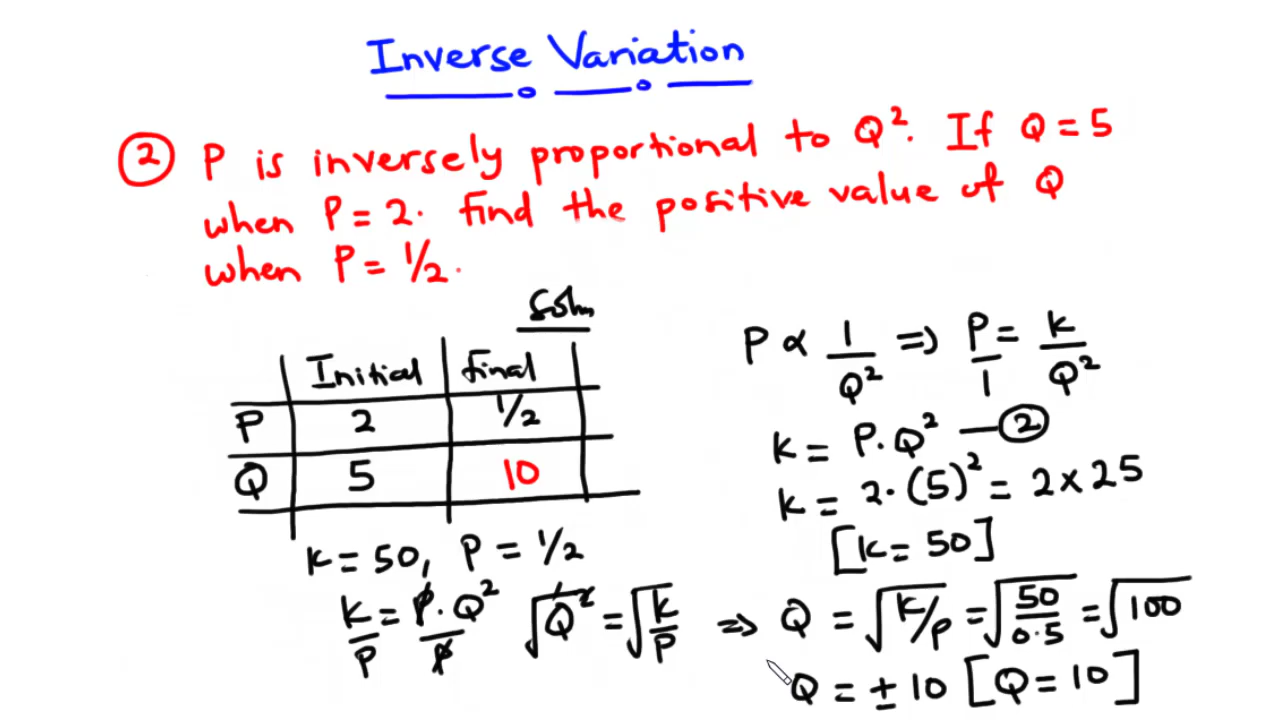 Inverse Variation
② P is inversely proportional to Q². If Q = 5
when P = 2. Find the positive value of Q
when P = 1/2.
Soln
Initial Final
P 2 1/2
Q 5 10
k = 50, P = 1/2
k/P = P·Q²/P √Q² = √k/P
P ∝ 1/Q² => P/1 = k/Q²
k = P·Q² —②
k = 2·(5)² = 2×25
[k = 50]
=> Q = √k/P = √50/0.5 = √100
Q = ±10 [Q = 10]